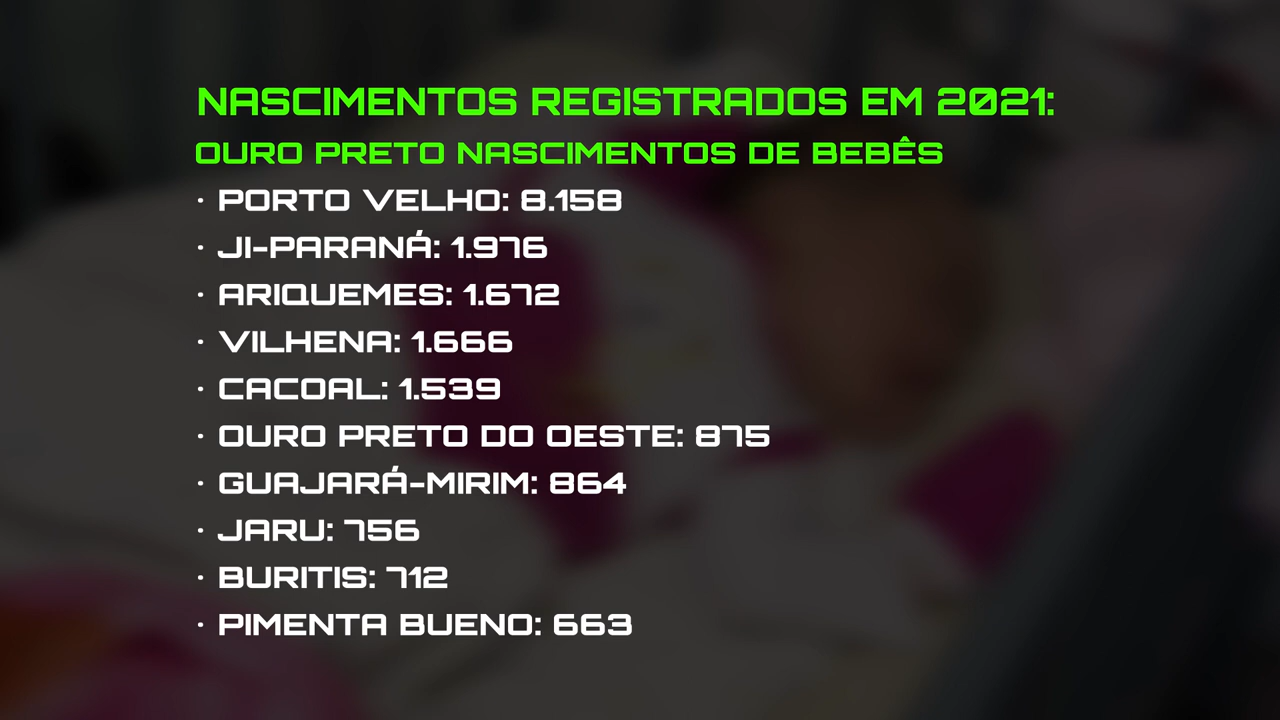 NASCIMENTOS REGISTRADOS EM 2021:
OURO PRETO NASCIMENTOS DE BEBÊS
· PORTO VELHO: 8.158
· JI-PARANÁ: 1.976
· ARIQUEMES: 1.672
· VILHENA: 1.666
· CACOAL: 1.539
· OURO PRETO DO OESTE: 875
· GUAJARÁ-MIRIM: 864
· JARU: 756
· BURITIS: 712
· PIMENTA BUENO: 663